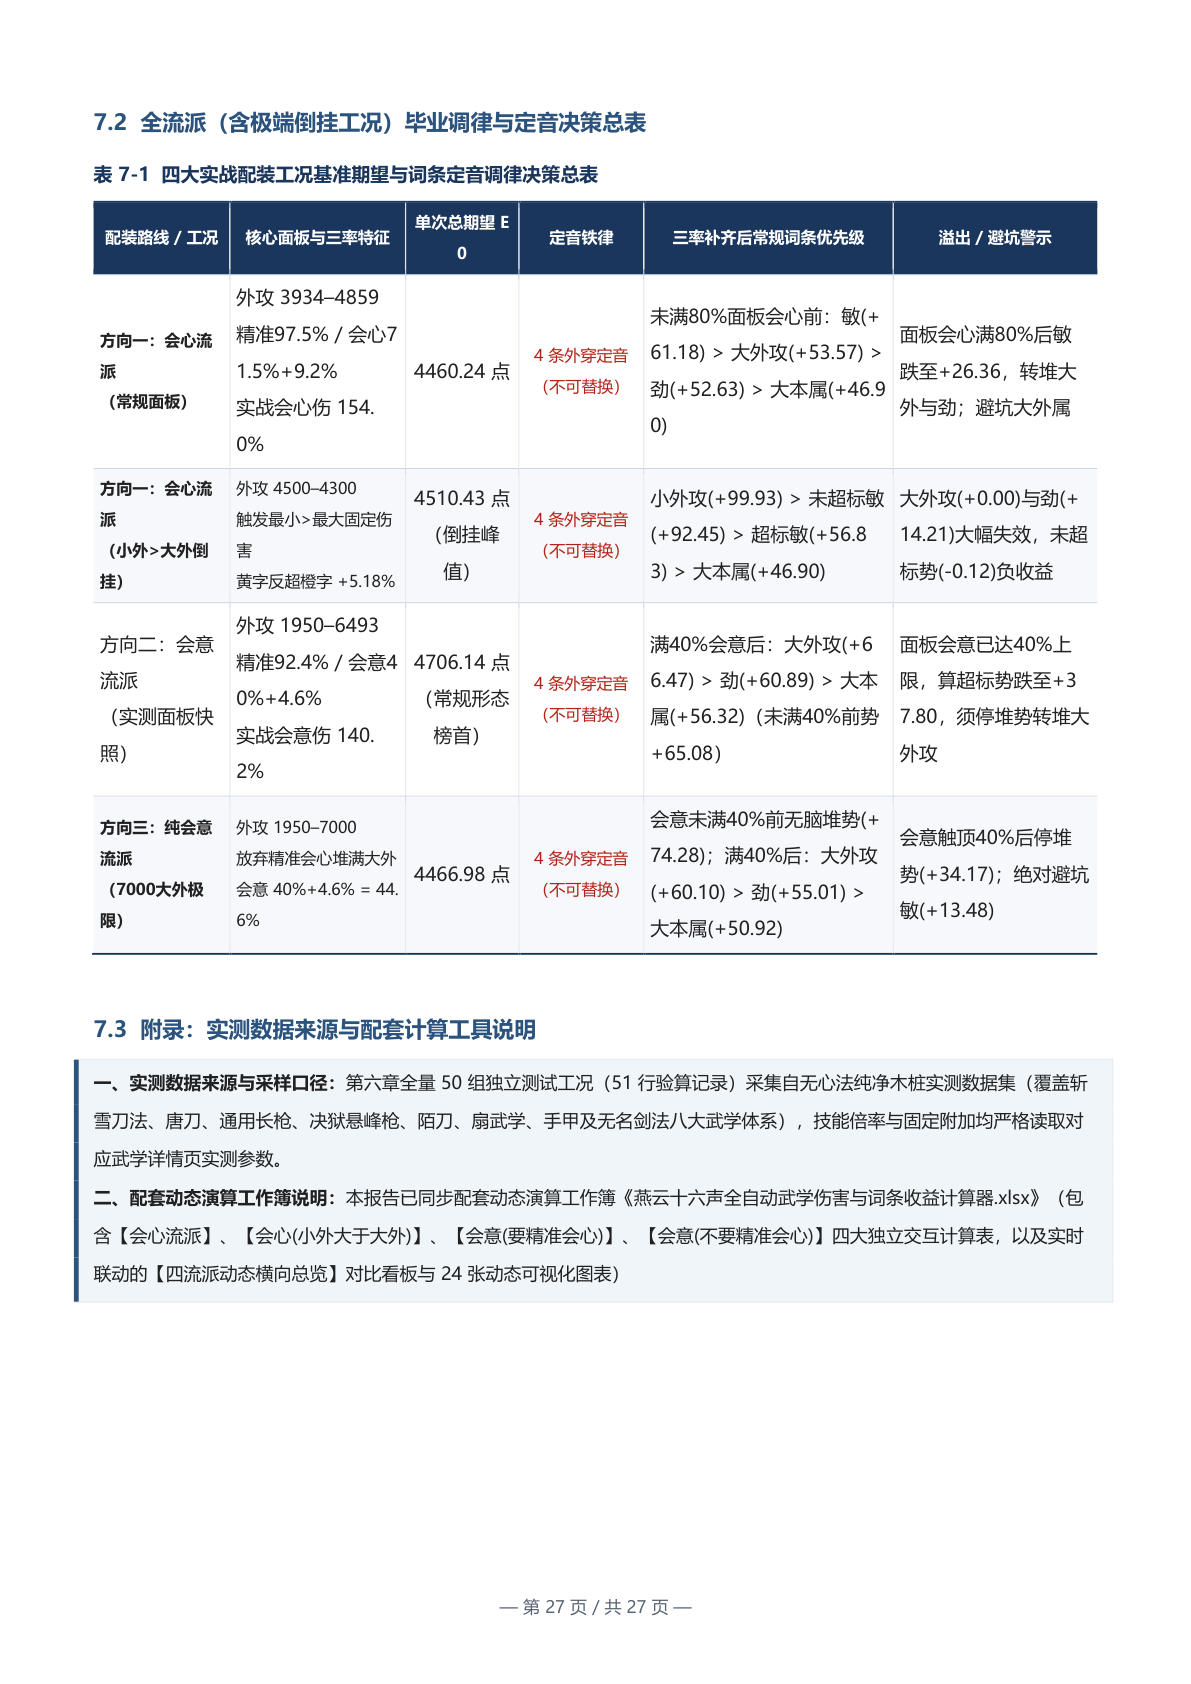 7.2 全流派（含极端倒挂工况）毕业调律与定音决策总表
表 7-1 四大实战配装工况基准期望与词条定音调律决策总表
配装路线 / 工况
核心面板与三率特征
单次总期望 E
0
定音铁律
三率补齐后常规词条优先级
溢出 / 避坑警示
方向一：会心流
派
（常规面板）
外攻 3934–4859
精准97.5% / 会心7
1.5%+9.2%
实战会心伤 154.
0%
4460.24 点
4 条外穿定音
（不可替换）
未满80%面板会心前：敏(+
61.18) > 大外攻(+53.57) >
劲(+52.63) > 大本属(+46.9
0)
面板会心满80%后敏
跌至+26.36，转堆大
外与劲；避坑大外属
方向一：会心流
派
（小外>大外倒
挂）
外攻 4500–4300
触发最小>最大固定伤
害
黄字反超橙字 +5.18%
4510.43 点
（倒挂峰
值）
4 条外穿定音
（不可替换）
小外攻(+99.93) > 未超标敏
(+92.45) > 超标敏(+56.8
3) > 大本属(+46.90)
大外攻(+0.00)与劲(+
14.21)大幅失效，未超
标势(-0.12)负收益
方向二：会意
流派
（实测面板快
照）
外攻 1950–6493
精准92.4% / 会意4
0%+4.6%
实战会意伤 140.
2%
4706.14 点
（常规形态
榜首）
4 条外穿定音
（不可替换）
满40%会意后：大外攻(+6
6.47) > 劲(+60.89) > 大本
属(+56.32)（未满40%前势
+65.08）
面板会意已达40%上
限，算超标势跌至+3
7.80，须停堆势转堆大
外攻
方向三：纯会意
流派
（7000大外极
限）
外攻 1950–7000
放弃精准会心堆满大外
会意 40%+4.6% = 44.
6%
4466.98 点
4 条外穿定音
（不可替换）
会意未满40%前无脑堆势(+
74.28)；满40%后：大外攻
(+60.10) > 劲(+55.01) >
大本属(+50.92)
会意触顶40%后停堆
势(+34.17)；绝对避坑
敏(+13.48)
7.3 附录：实测数据来源与配套计算工具说明
一、实测数据来源与采样口径：第六章全量 50 组独立测试工况（51 行验算记录）采集自无心法纯净木桩实测数据集（覆盖斩
雪刀法、唐刀、通用长枪、决狱悬峰枪、陌刀、扇武学、手甲及无名剑法八大武学体系），技能倍率与固定附加均严格读取对
应武学详情页实测参数。
二、配套动态演算工作簿说明：本报告已同步配套动态演算工作簿《燕云十六声全自动武学伤害与词条收益计算器.xlsx》（包
含【会心流派】、【会心(小外大于大外)】、【会意(要精准会心)】、【会意(不要精准会心)】四大独立交互计算表，以及实时
联动的【四流派动态横向总览】对比看板与 24 张动态可视化图表）
— 第 27 页 / 共 27 页 —